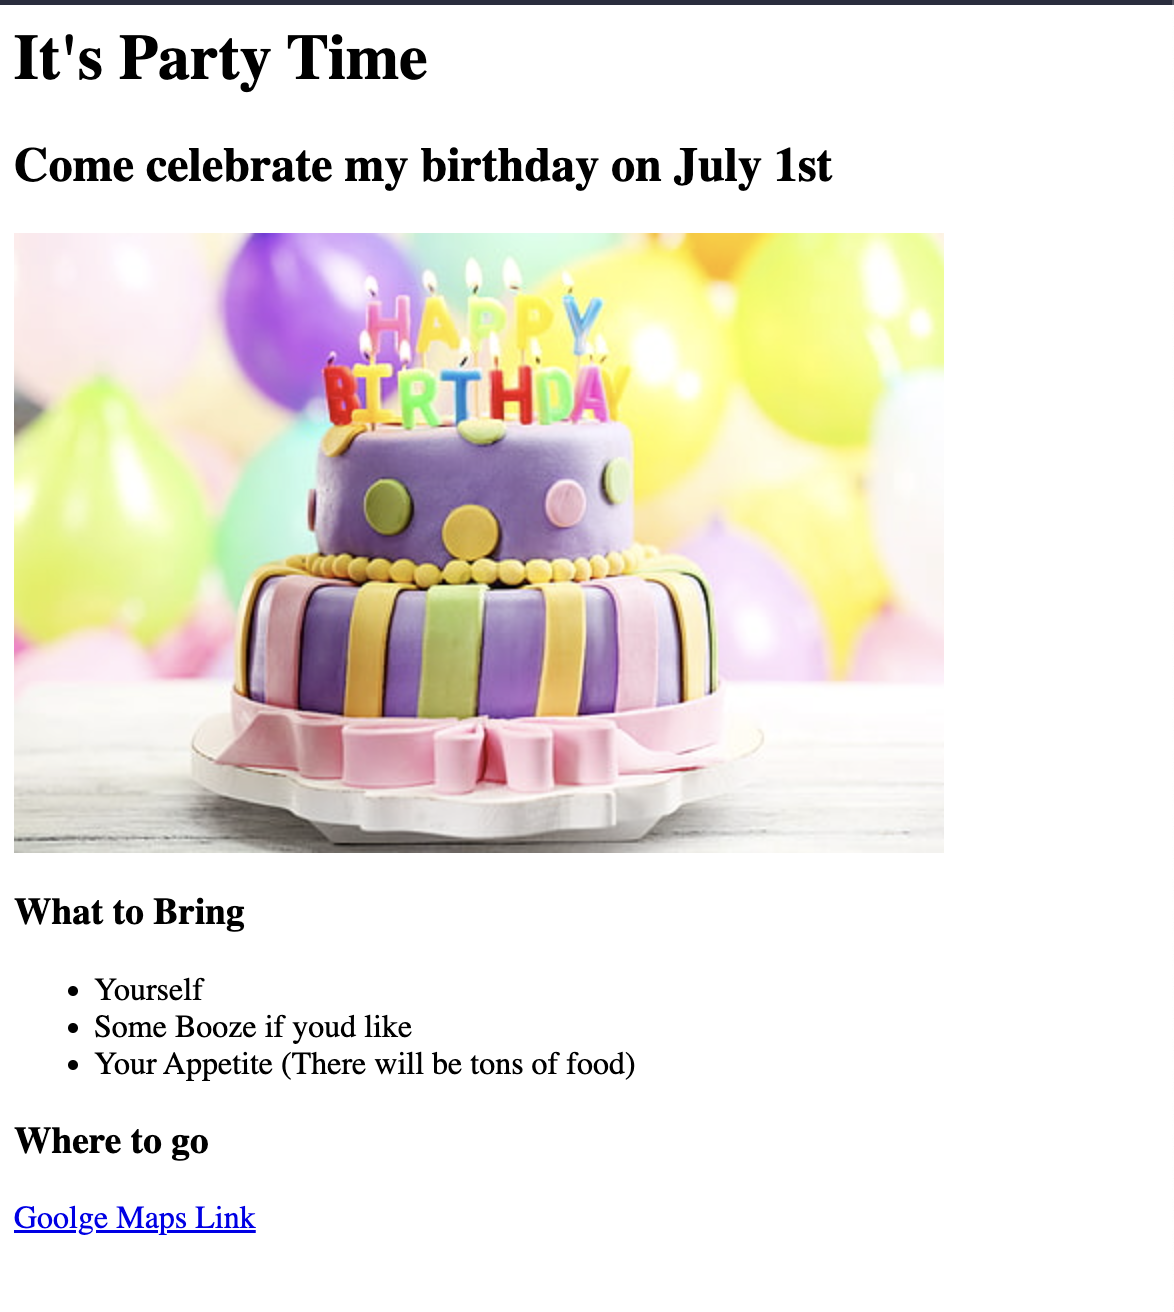 It's Party Time
Come celebrate my birthday on July 1st
HAPPY
BIRTHDAY
What to Bring
Yourself
Some Booze if youd like
Your Appetite (There will be tons of food)
Where to go
Goolge Maps Link